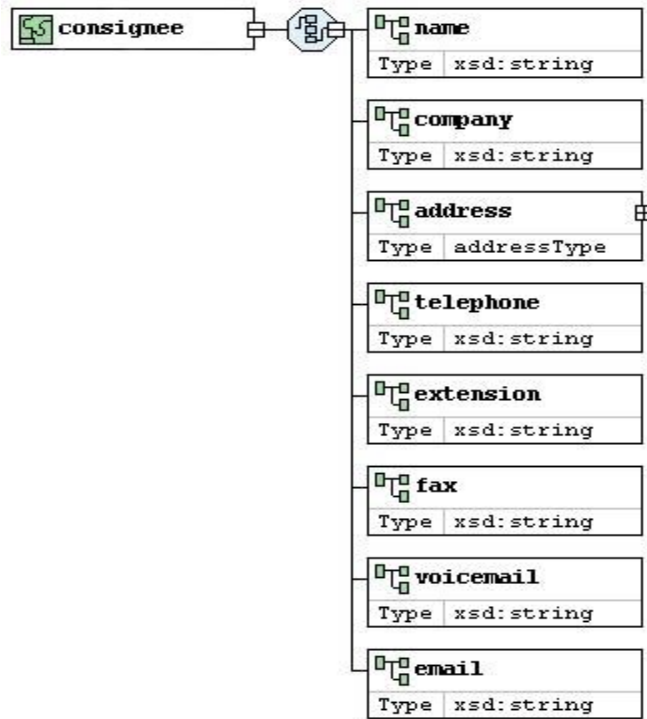 consignee
name
Type xsd:string
company
Type xsd:string
address
Type addressType
telephone
Type xsd:string
extension
Type xsd:string
fax
Type xsd:string
voicemail
Type xsd:string
email
Type xsd:string